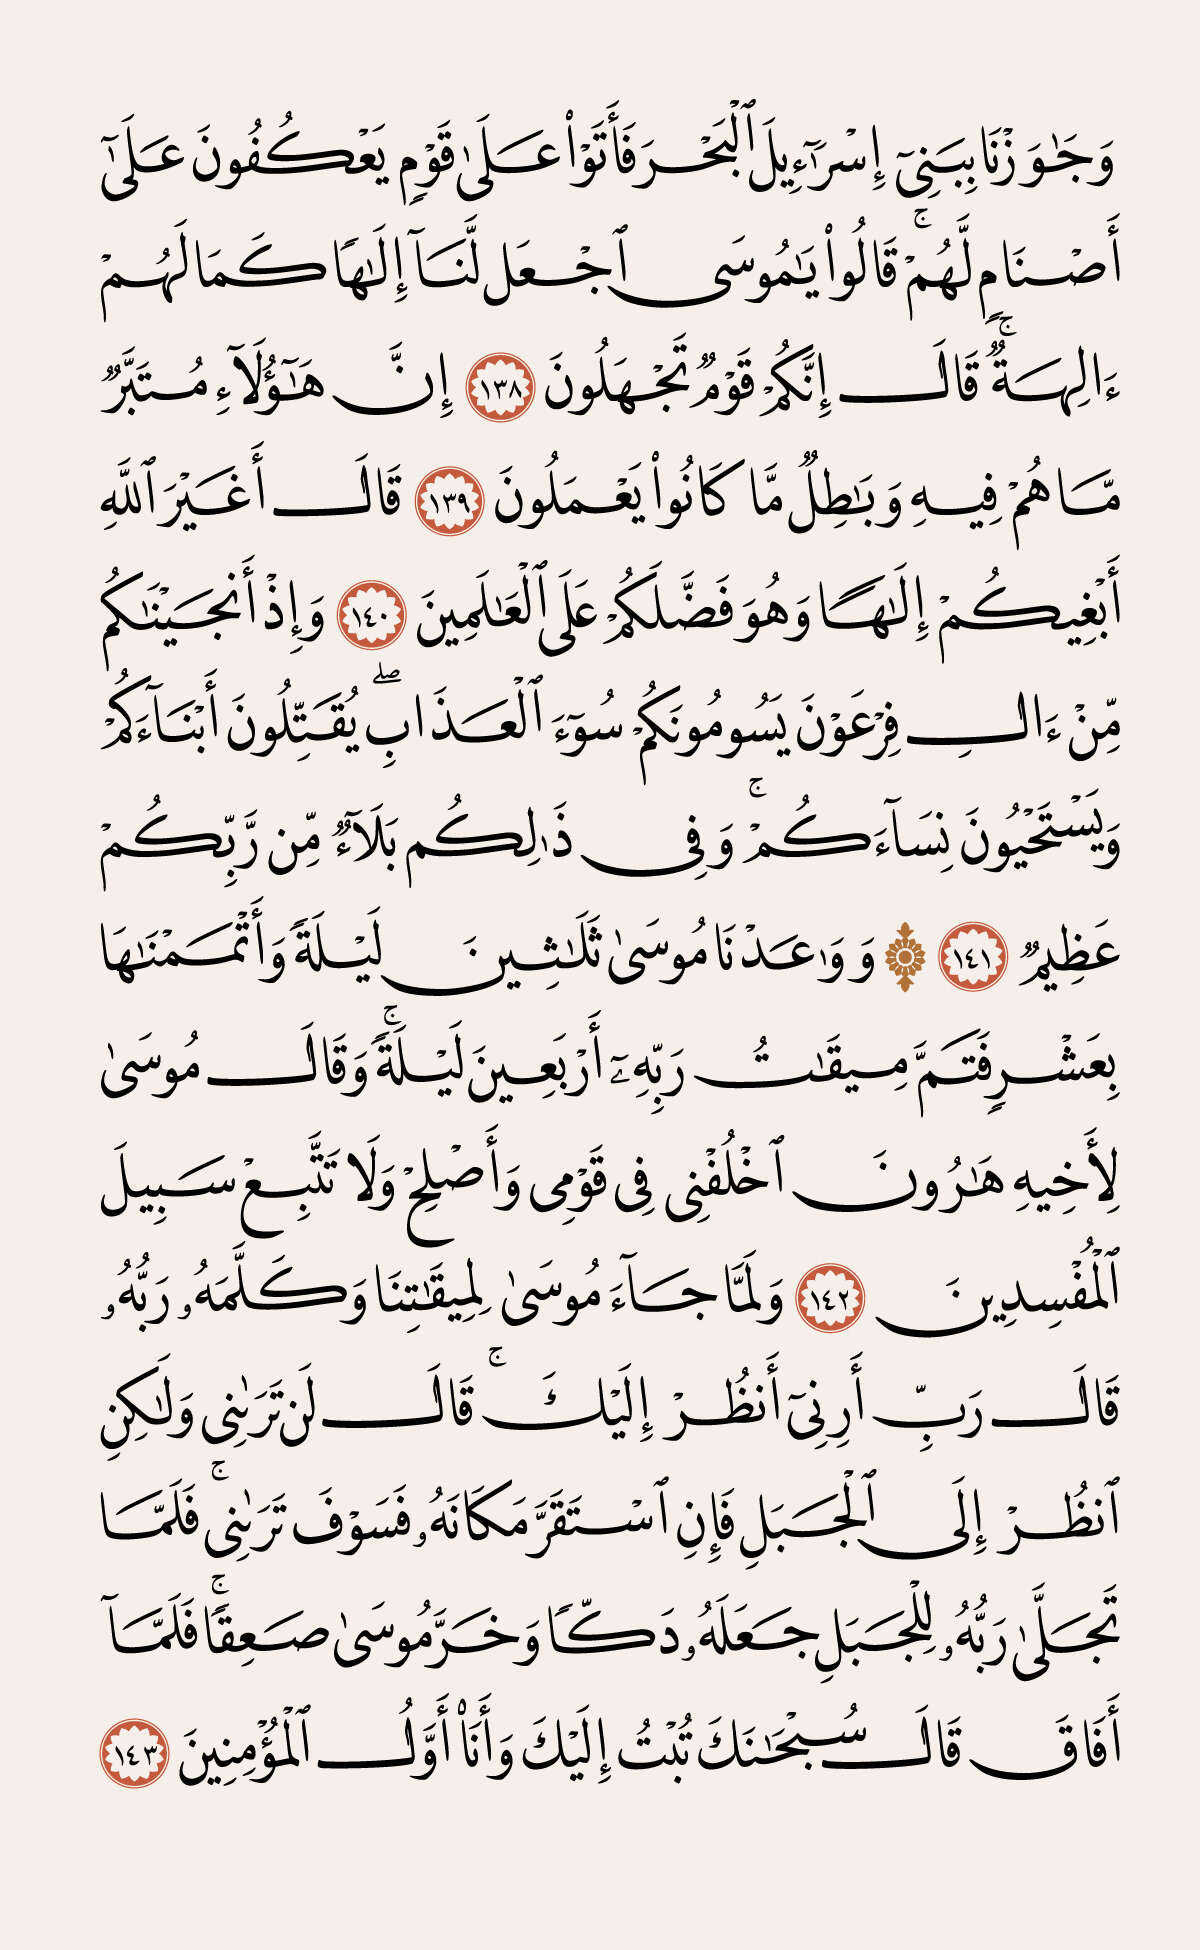 وَجَٰوَزْنَا بِبَنِىٓ إِسْرَٰٓءِيلَ ٱلْبَحْرَ فَأَتَوْا۟ عَلَىٰ قَوْمٍ يَعْكُفُونَ عَلَىٰٓ
أَصْنَامٍ لَّهُمْ ۚ قَالُوا۟ يَٰمُوسَى ٱجْعَل لَّنَآ إِلَٰهًا كَمَا لَهُمْ
ءَالِهَةٌ ۚ قَالَ إِنَّكُمْ قَوْمٌ تَجْهَلُونَ ١٣٨ إِنَّ هَٰٓؤُلَآءِ مُتَبَّرٌ
مَّا هُمْ فِيهِ وَبَٰطِلٌ مَّا كَانُوا۟ يَعْمَلُونَ ١٣٩ قَالَ أَغَيْرَ ٱللَّهِ
أَبْغِيكُمْ إِلَٰهًا وَهُوَ فَضَّلَكُمْ عَلَى ٱلْعَٰلَمِينَ ١٤٠ وَإِذْ أَنجَيْنَٰكُم
مِّنْ ءَالِ فِرْعَوْنَ يَسُومُونَكُمْ سُوٓءَ ٱلْعَذَابِ ۖ يُقَتِّلُونَ أَبْنَآءَكُمْ
وَيَسْتَحْيُونَ نِسَآءَكُمْ ۚ وَفِى ذَٰلِكُم بَلَآءٌ مِّن رَّبِّكُمْ
عَظِيمٌ ١٤١ ۞ وَوَٰعَدْنَا مُوسَىٰ ثَلَٰثِينَ لَيْلَةً وَأَتْمَمْنَٰهَا
بِعَشْرٍ فَتَمَّ مِيقَٰتُ رَبِّهِۦٓ أَرْبَعِينَ لَيْلَةً ۚ وَقَالَ مُوسَىٰ
لِأَخِيهِ هَٰرُونَ ٱخْلُفْنِى فِى قَوْمِى وَأَصْلِحْ وَلَا تَتَّبِعْ سَبِيلَ
ٱلْمُفْسِدِينَ ١٤٢ وَلَمَّا جَآءَ مُوسَىٰ لِمِيقَٰتِنَا وَكَلَّمَهُۥ رَبُّهُۥ
قَالَ رَبِّ أَرِنِىٓ أَنظُرْ إِلَيْكَ ۚ قَالَ لَن تَرَىٰنِى وَلَٰكِنِ
ٱنظُرْ إِلَى ٱلْجَبَلِ فَإِنِ ٱسْتَقَرَّ مَكَانَهُۥ فَسَوْفَ تَرَىٰنِى ۚ فَلَمَّا
تَجَلَّىٰ رَبُّهُۥ لِلْجَبَلِ جَعَلَهُۥ دَكًّا وَخَرَّ مُوسَىٰ صَعِقًا ۚ فَلَمَّآ
أَفَاقَ قَالَ سُبْحَٰنَكَ تُبْتُ إِلَيْكَ وَأَنَا۠ أَوَّلُ ٱلْمُؤْمِنِينَ ١٤٣